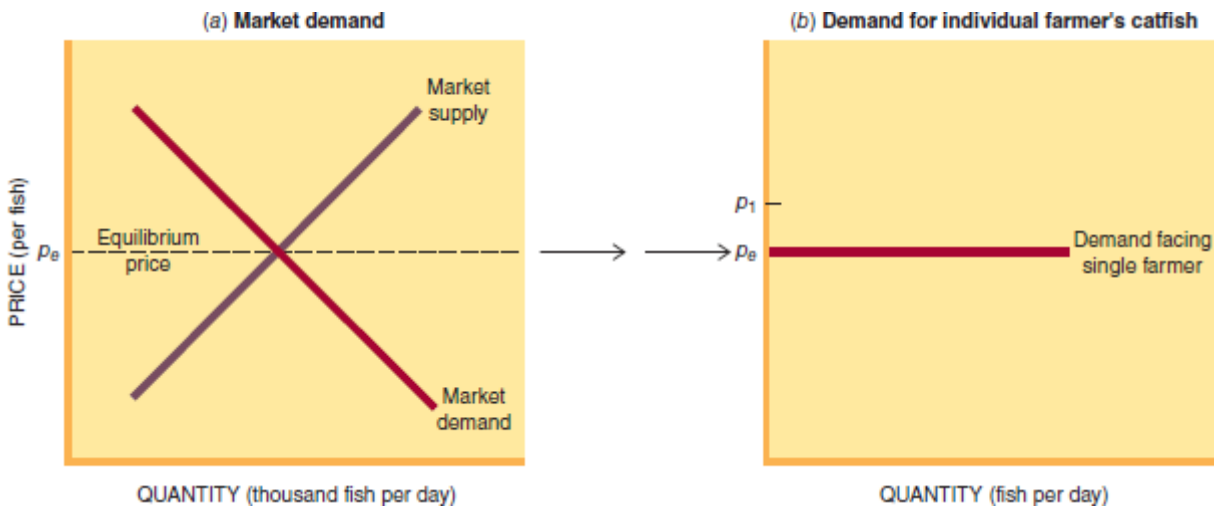 (a) Market demand
PRICE (per fish)
Market
supply
pe
Equilibrium
price
Market
demand
QUANTITY (thousand fish per day)
(b) Demand for individual farmer's catfish
p1
pe
Demand facing
single farmer
QUANTITY (fish per day)